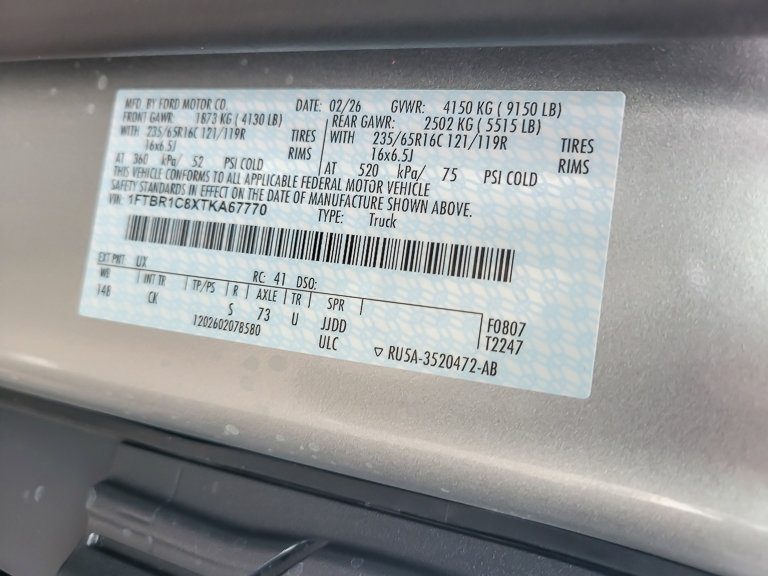 MFD. BY FORD MOTOR CO. DATE: 02/26 GVWR: 4150 KG ( 9150 LB)
FRONT GAWR: 1873 KG ( 4130 LB) REAR GAWR: 2502 KG ( 5515 LB)
WITH 235/65R16C 121/119R TIRES WITH 235/65R16C 121/119R TIRES
16x6.5J RIMS 16x6.5J RIMS
AT 360 kPa/ 52 PSI COLD AT 520 kPa/ 75 PSI COLD
THIS VEHICLE CONFORMS TO ALL APPLICABLE FEDERAL MOTOR VEHICLE
SAFETY STANDARDS IN EFFECT ON THE DATE OF MANUFACTURE SHOWN ABOVE.
VIN: 1FTBR1C8XTKA67770 TYPE: Truck
EXT PNT UX RC: 41 DSO:
WB INT TR TP/PS R AXLE TR SPR
148 CK S 73 U JJDD F0807
1202602078580 ULC T2247
▽ RU5A-3520472-AB